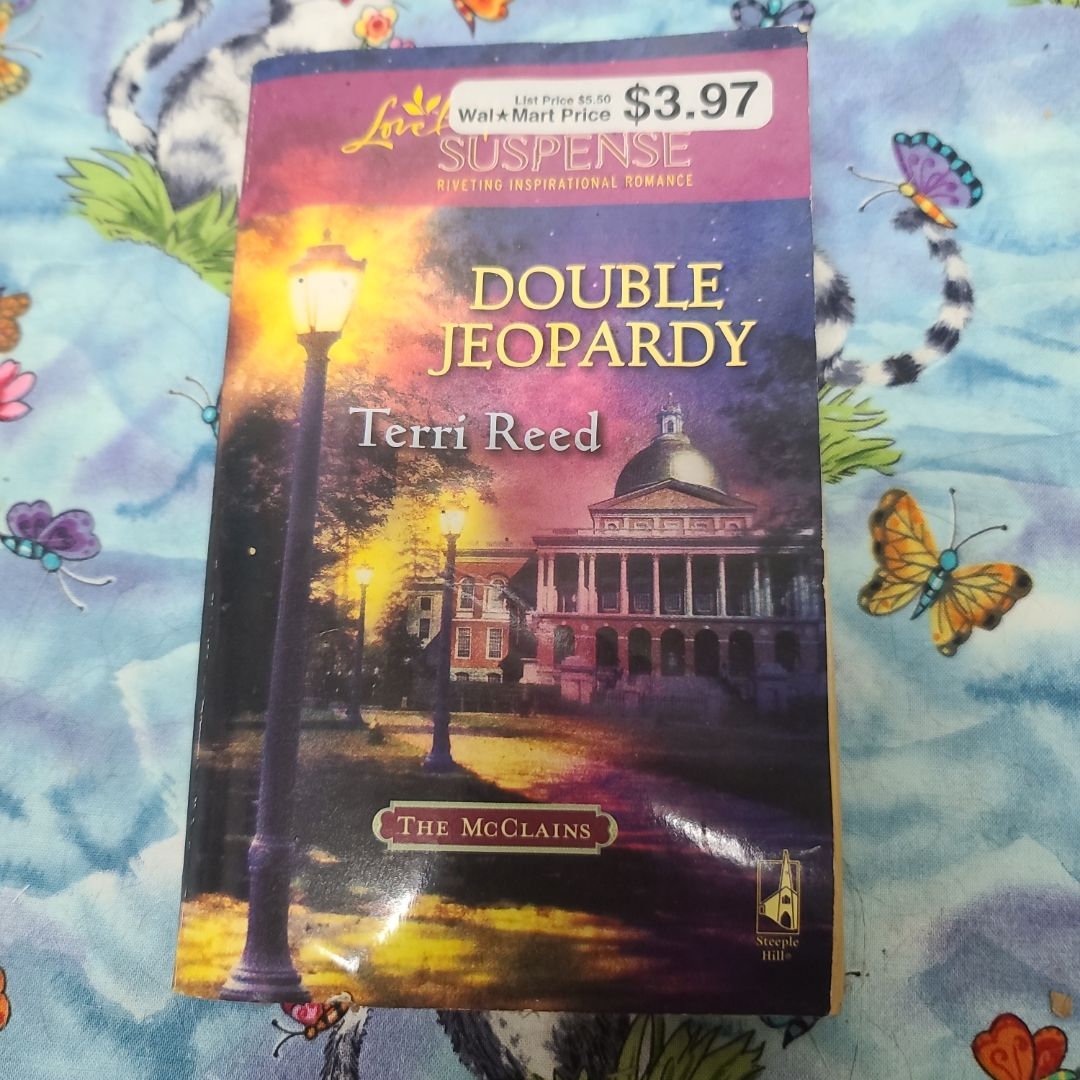 List Price $5.50
Wal★Mart Price $3.97
Love
SUSPENSE
RIVETING INSPIRATIONAL ROMANCE
DOUBLE
JEOPARDY
Terri Reed
THE MCCLAINS
Steeple
Hill®